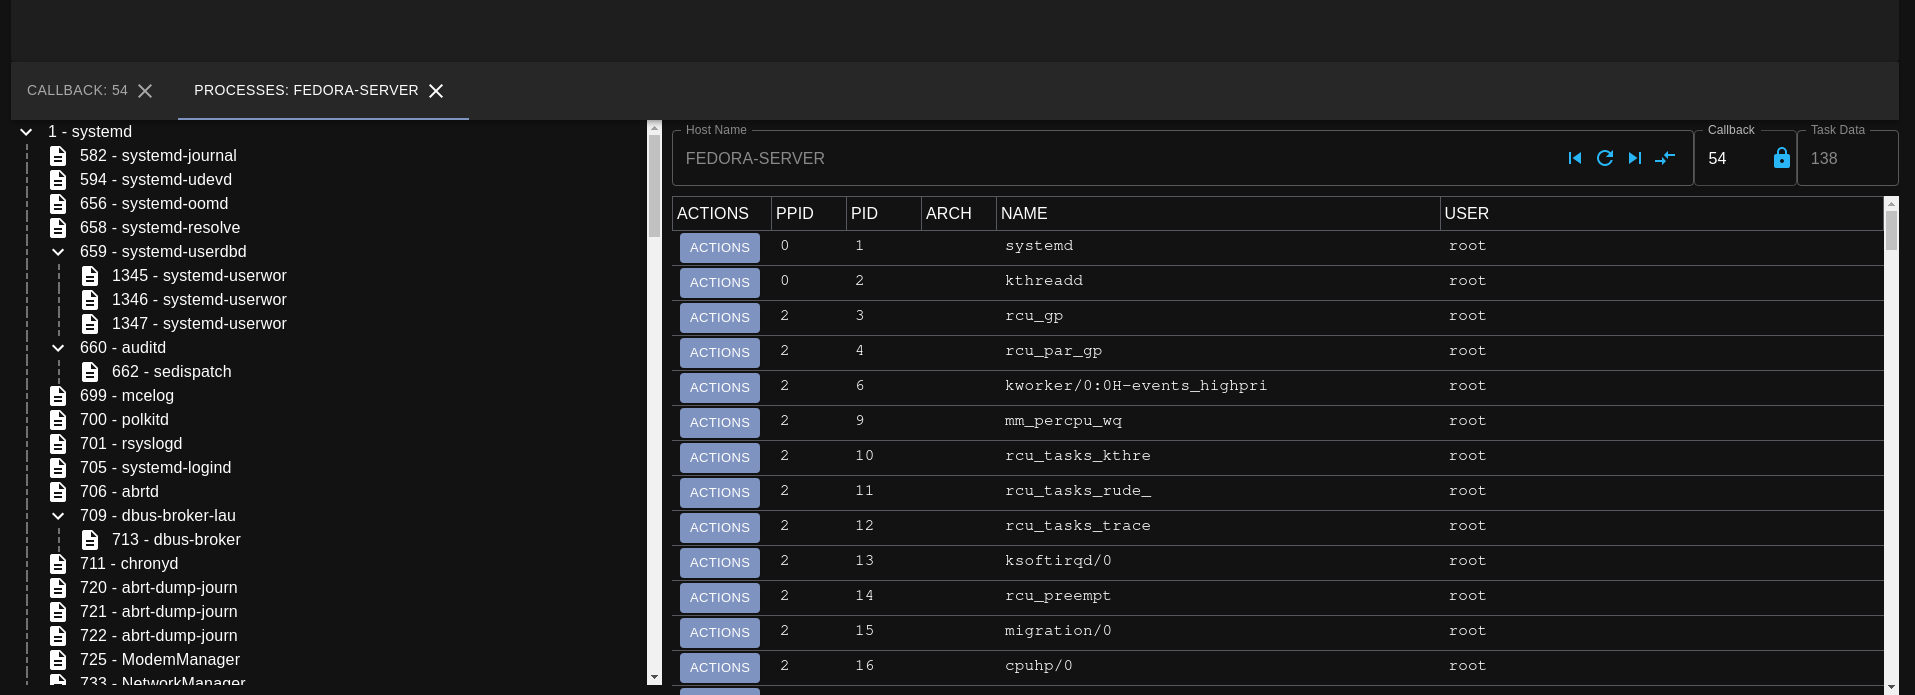 CALLBACK: 54
PROCESSES: FEDORA-SERVER
1 - systemd
582 - systemd-journal
594 - systemd-udevd
656 - systemd-oomd
658 - systemd-resolve
659 - systemd-userdbd
1345 - systemd-userwor
1346 - systemd-userwor
1347 - systemd-userwor
660 - auditd
662 - sedispatch
699 - mcelog
700 - polkitd
701 - rsyslogd
705 - systemd-logind
706 - abrtd
709 - dbus-broker-lau
713 - dbus-broker
711 - chronyd
720 - abrt-dump-journ
721 - abrt-dump-journ
722 - abrt-dump-journ
725 - ModemManager
733 - NetworkManager
Host Name
FEDORA-SERVER
Callback
54
Task Data
138
ACTIONS PPID PID ARCH NAME USER
ACTIONS 0 1 systemd root
ACTIONS 0 2 kthreadd root
ACTIONS 2 3 rcu_gp root
ACTIONS 2 4 rcu_par_gp root
ACTIONS 2 6 kworker/0:0H-events_highpri root
ACTIONS 2 9 mm_percpu_wq root
ACTIONS 2 10 rcu_tasks_kthre root
ACTIONS 2 11 rcu_tasks_rude_ root
ACTIONS 2 12 rcu_tasks_trace root
ACTIONS 2 13 ksoftirqd/0 root
ACTIONS 2 14 rcu_preempt root
ACTIONS 2 15 migration/0 root
ACTIONS 2 16 cpuhp/0 root